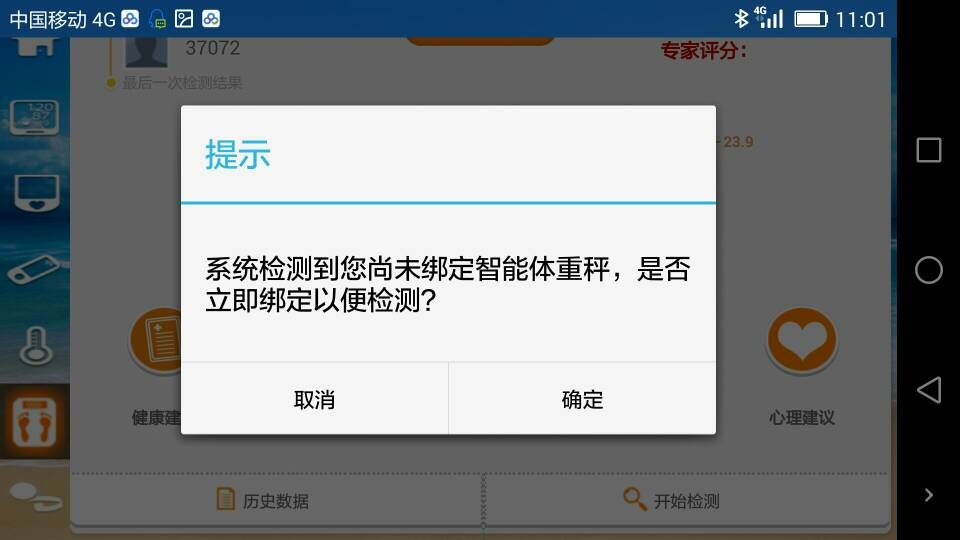 中国移动 4G
4G
11:01
37072
专家评分：
最后一次检测结果
120
87
23.9
提示
系统检测到您尚未绑定智能体重秤，是否
立即绑定以便检测？
取消
确定
健康建
心理建议
历史数据
开始检测